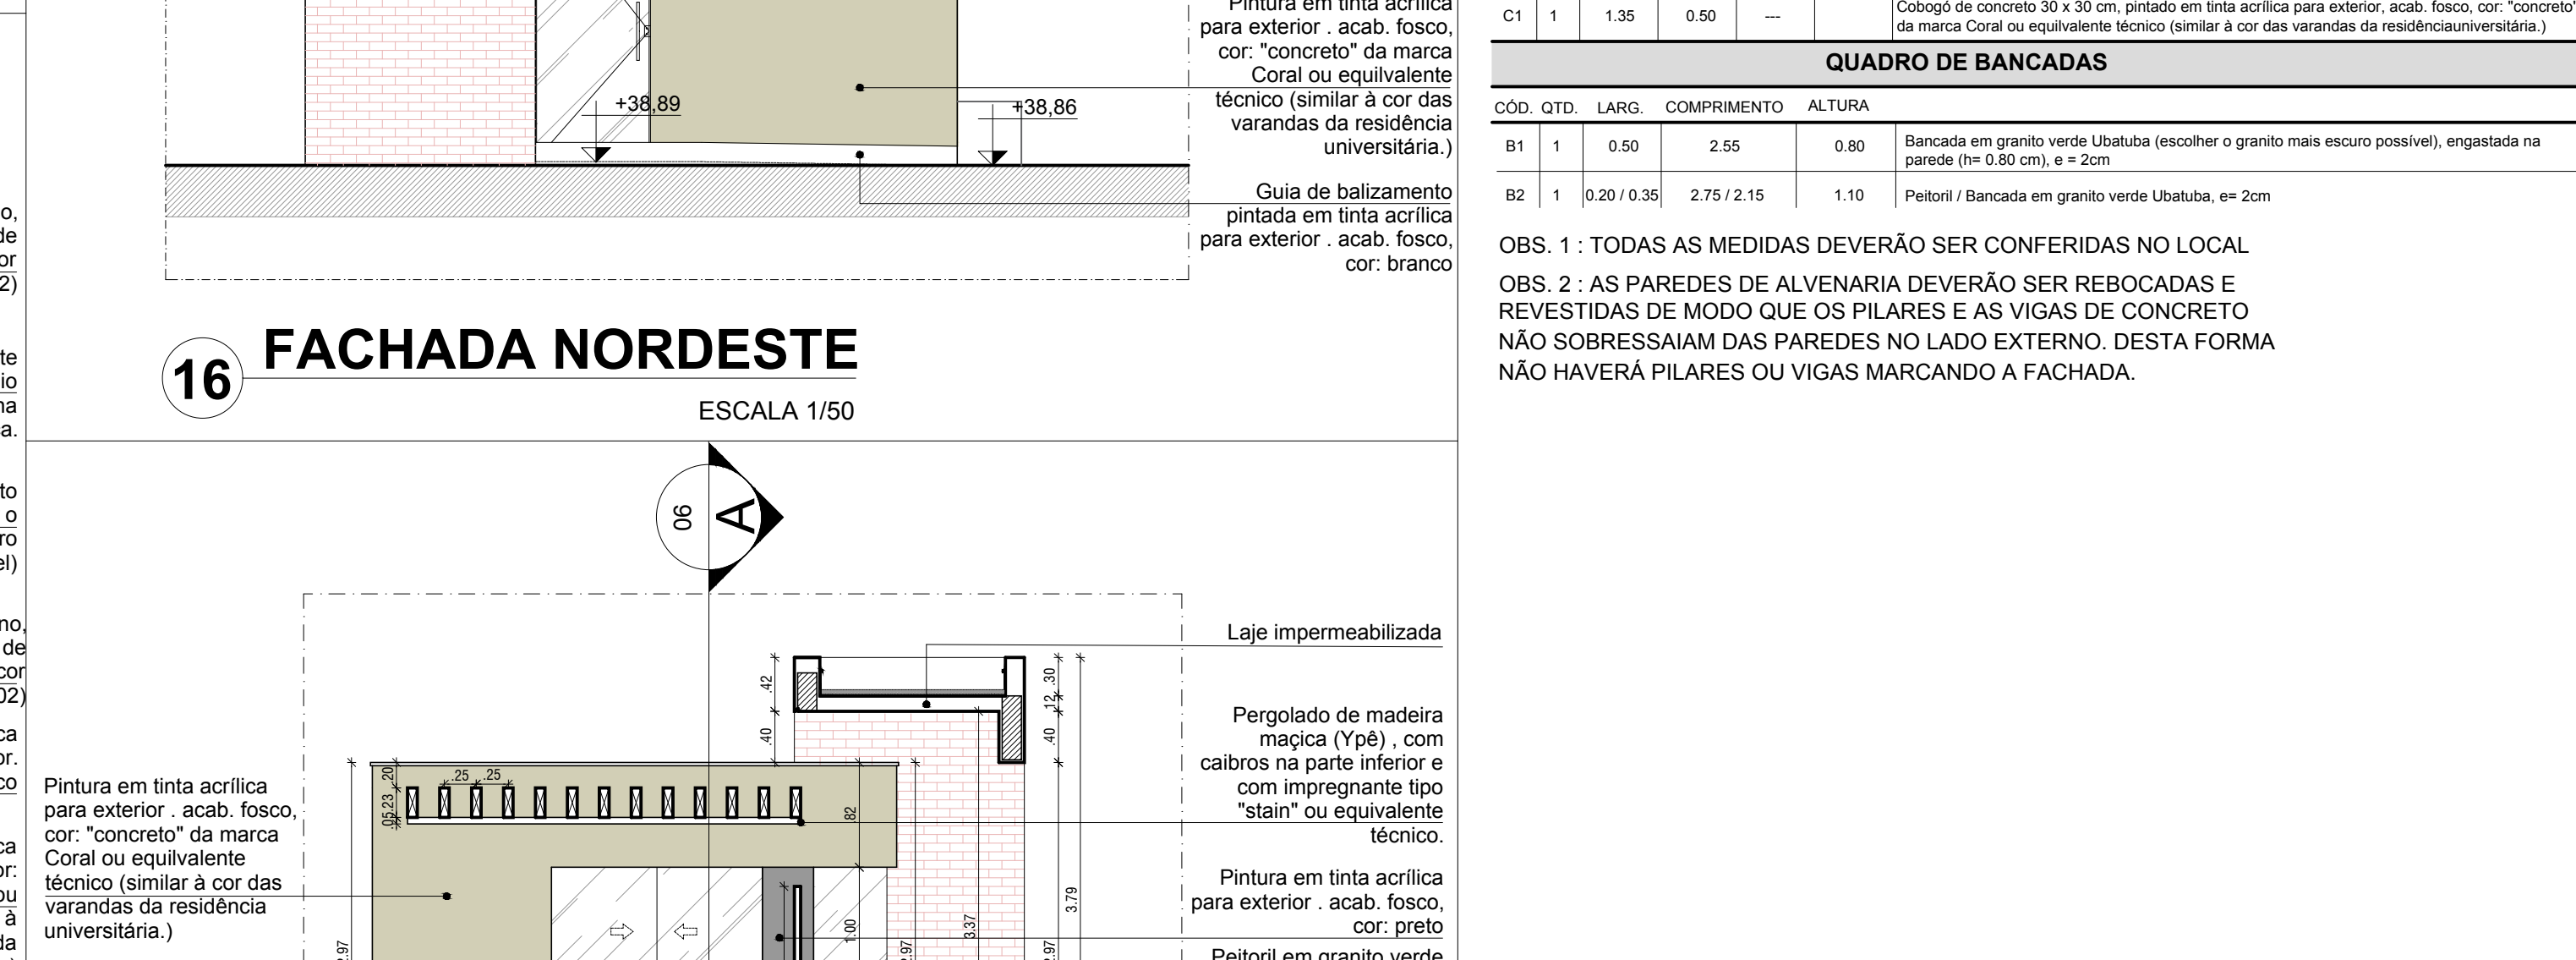 Pintura em tinta acrílica
para exterior . acab. fosco,
cor: "concreto" da marca
Coral ou equilvalente
técnico (similar à cor das
varandas da residência
universitária.)
+38,89
+38,86
Guia de balizamento
pintada em tinta acrílica
para exterior . acab. fosco,
cor: branco
16 FACHADA NORDESTE
ESCALA 1/50
C1 1 1.35 0.50 --- Cobogó de concreto 30 x 30 cm, pintado em tinta acrílica para exterior, acab. fosco, cor: "concreto"
da marca Coral ou equilvalente técnico (similar à cor das varandas da residênciauniversitária.)
QUADRO DE BANCADAS
CÓD. QTD. LARG. COMPRIMENTO ALTURA
B1 1 0.50 2.55 0.80 Bancada em granito verde Ubatuba (escolher o granito mais escuro possível), engastada na
parede (h= 0.80 cm), e = 2cm
B2 1 0.20 / 0.35 2.75 / 2.15 1.10 Peitoril / Bancada em granito verde Ubatuba, e= 2cm
OBS. 1 : TODAS AS MEDIDAS DEVERÃO SER CONFERIDAS NO LOCAL
OBS. 2 : AS PAREDES DE ALVENARIA DEVERÃO SER REBOCADAS E
REVESTIDAS DE MODO QUE OS PILARES E AS VIGAS DE CONCRETO
NÃO SOBRESSAIAM DAS PAREDES NO LADO EXTERNO. DESTA FORMA
NÃO HAVERÁ PILARES OU VIGAS MARCANDO A FACHADA.
06 A
Laje impermeabilizada
.42
.40
.30
.12
.40
Pergolado de madeira
maçica (Ypê) , com
caibros na parte inferior e
com impregnante tipo
"stain" ou equivalente
técnico.
.20
.25 .25
.23
.05
.82
Pintura em tinta acrílica
para exterior . acab. fosco,
cor: "concreto" da marca
Coral ou equilvalente
técnico (similar à cor das
varandas da residência
universitária.)
1.00
3.37
3.79
Pintura em tinta acrílica
para exterior . acab. fosco,
cor: preto
Peitoril em granito verde